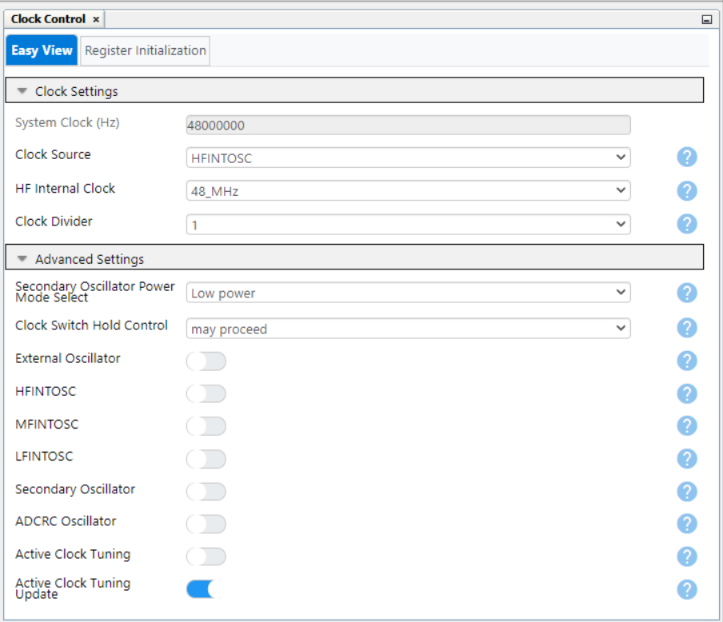 Clock Control ×
Easy View
Register Initialization
Clock Settings
System Clock (Hz)
48000000
Clock Source
HFINTOSC
?
HF Internal Clock
48_MHz
?
Clock Divider
1
?
Advanced Settings
Secondary Oscillator Power
Mode Select
Low power
?
Clock Switch Hold Control
may proceed
?
External Oscillator
?
HFINTOSC
?
MFINTOSC
?
LFINTOSC
?
Secondary Oscillator
?
ADCRC Oscillator
?
Active Clock Tuning
?
Active Clock Tuning
Update
?